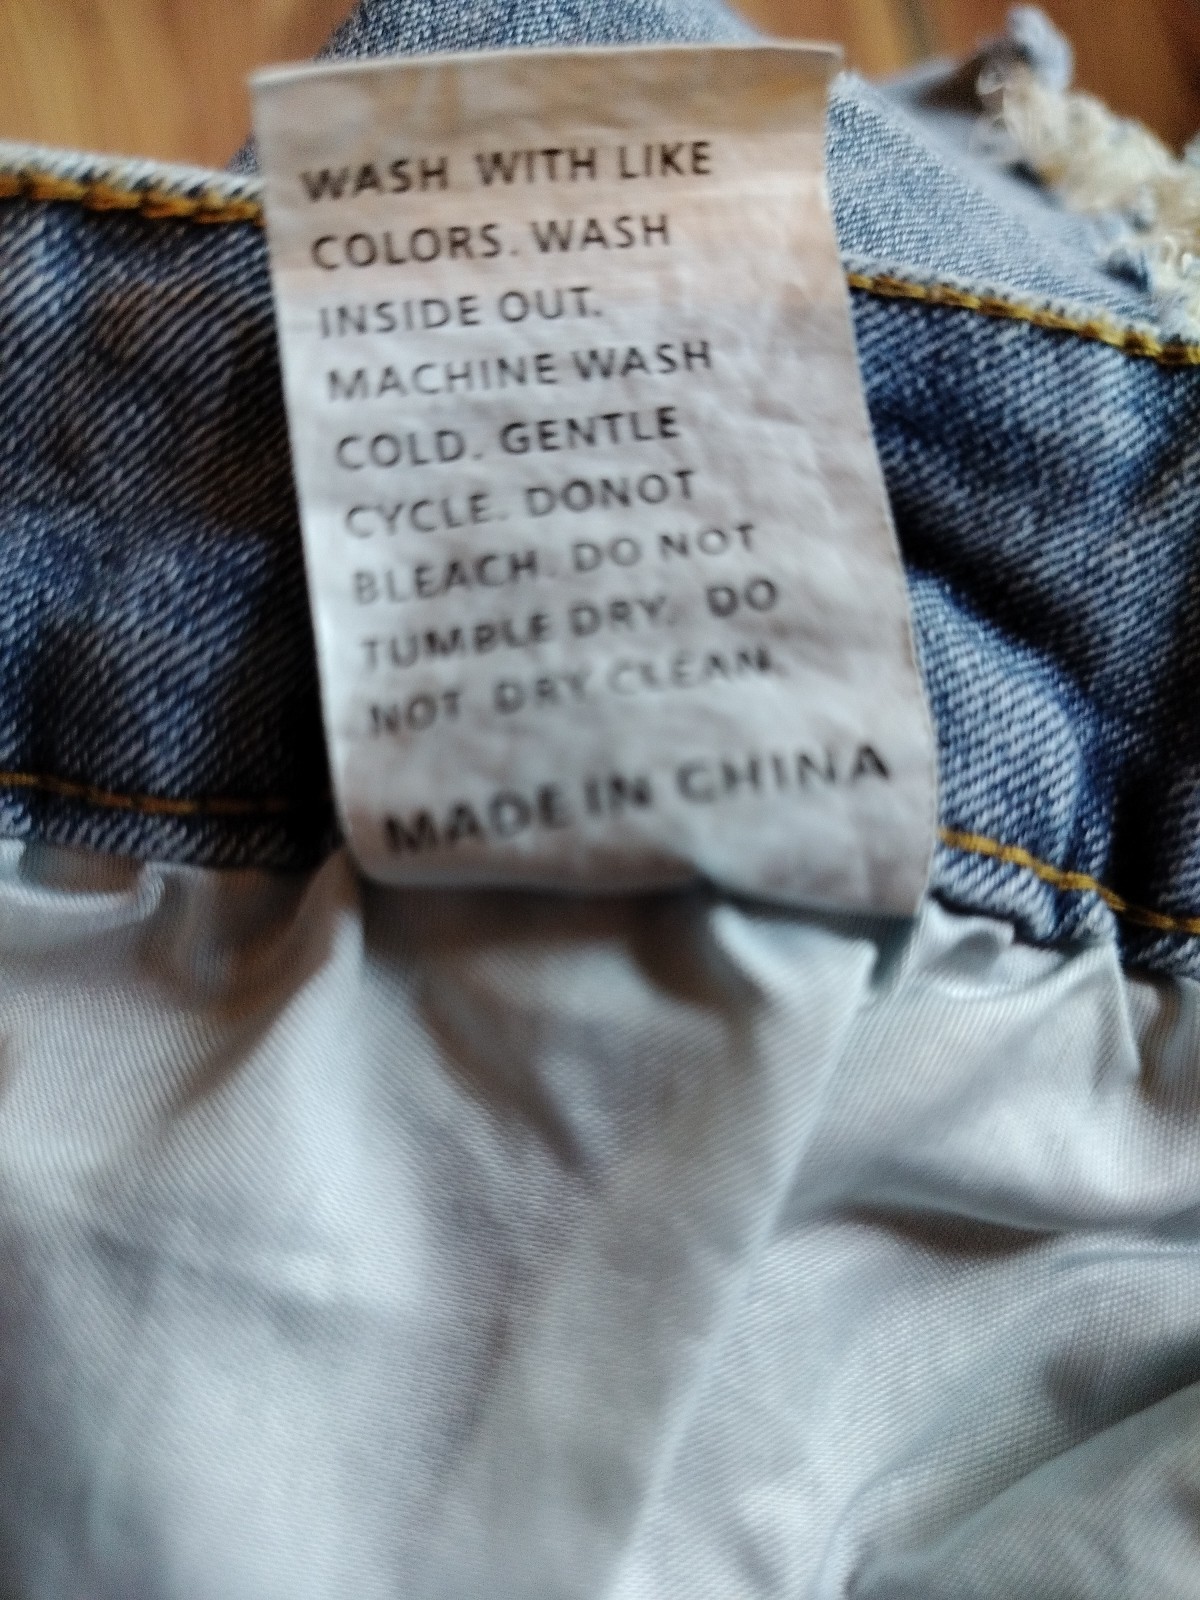 WASH WITH LIKE
COLORS. WASH
INSIDE OUT.
MACHINE WASH
COLD. GENTLE
CYCLE. DONOT
BLEACH. DO NOT
TUMBLE DRY. DO
NOT DRY CLEAN.
MADE IN CHINA